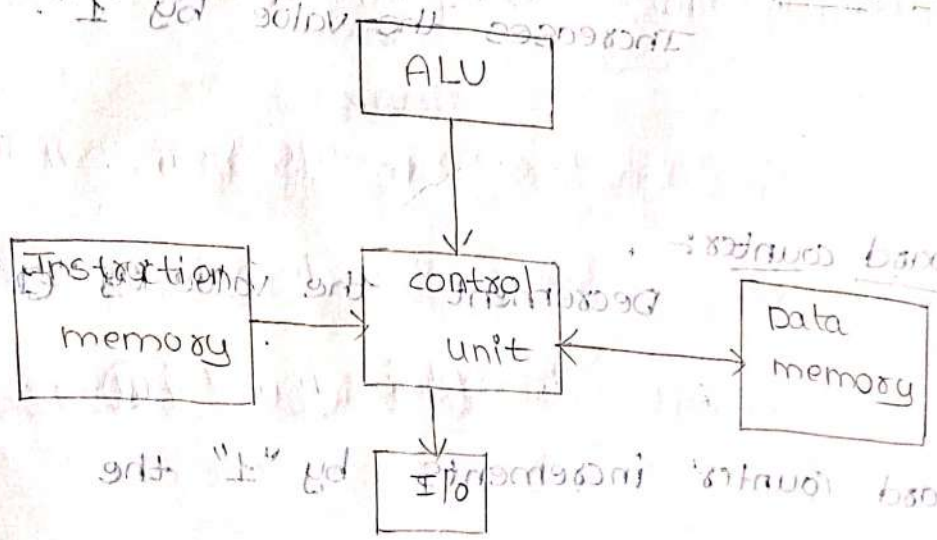 ALU
Instruction
memory
control
unit
Data
memory
I/O